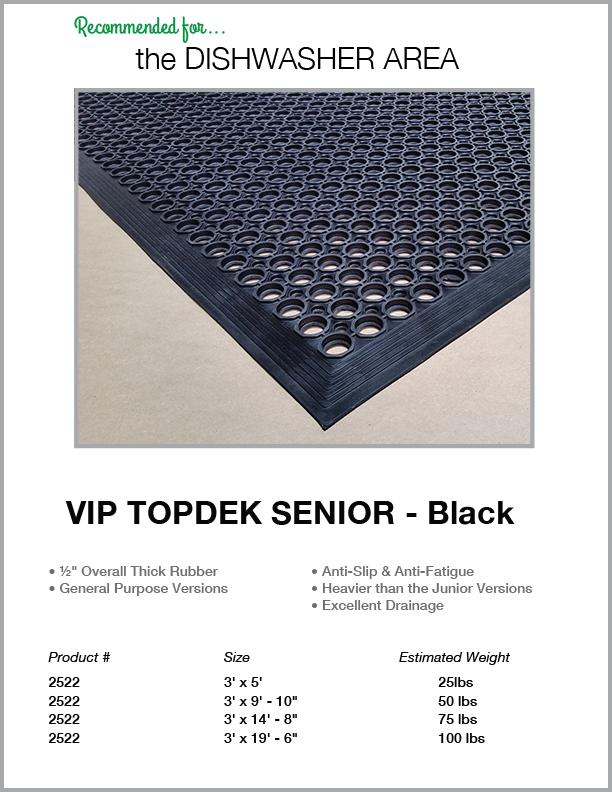 Recommended for...
the DISHWASHER AREA
VIP TOPDEK SENIOR - Black
• ½" Overall Thick Rubber
• General Purpose Versions
• Anti-Slip & Anti-Fatigue
• Heavier than the Junior Versions
• Excellent Drainage
Product # Size Estimated Weight
2522 3' x 5' 25lbs
2522 3' x 9' - 10" 50 lbs
2522 3' x 14' - 8" 75 lbs
2522 3' x 19' - 6" 100 lbs